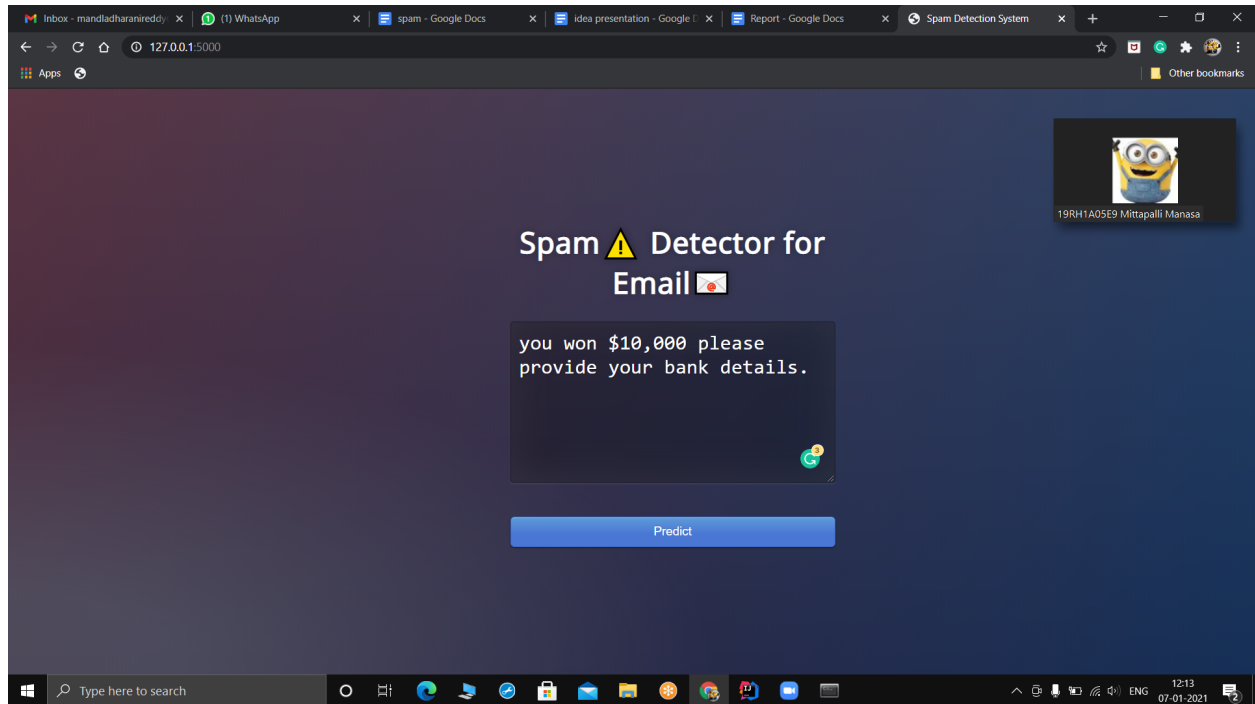 Inbox - mandladharanireddy
(1) WhatsApp
spam - Google Docs
idea presentation - Google D
Report - Google Docs
Spam Detection System
127.0.0.1:5000
Apps
Other bookmarks
19RH1A05E9 Mittapalli Manasa
Spam⚠ Detector for
Email
you won $10,000 please
provide your bank details.
3
Predict
Type here to search
ENG
12:13
07-01-2021
2